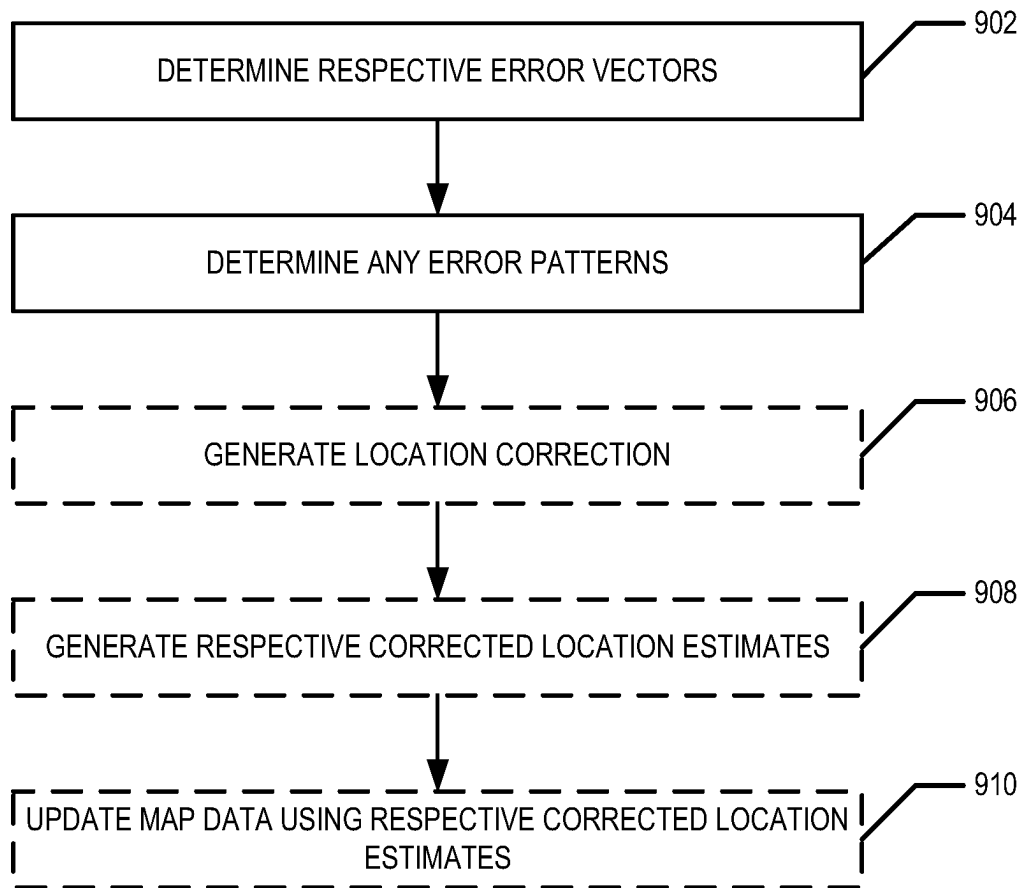 902
DETERMINE RESPECTIVE ERROR VECTORS
904
DETERMINE ANY ERROR PATTERNS
906
GENERATE LOCATION CORRECTION
908
GENERATE RESPECTIVE CORRECTED LOCATION ESTIMATES
910
UPDATE MAP DATA USING RESPECTIVE CORRECTED LOCATION
ESTIMATES